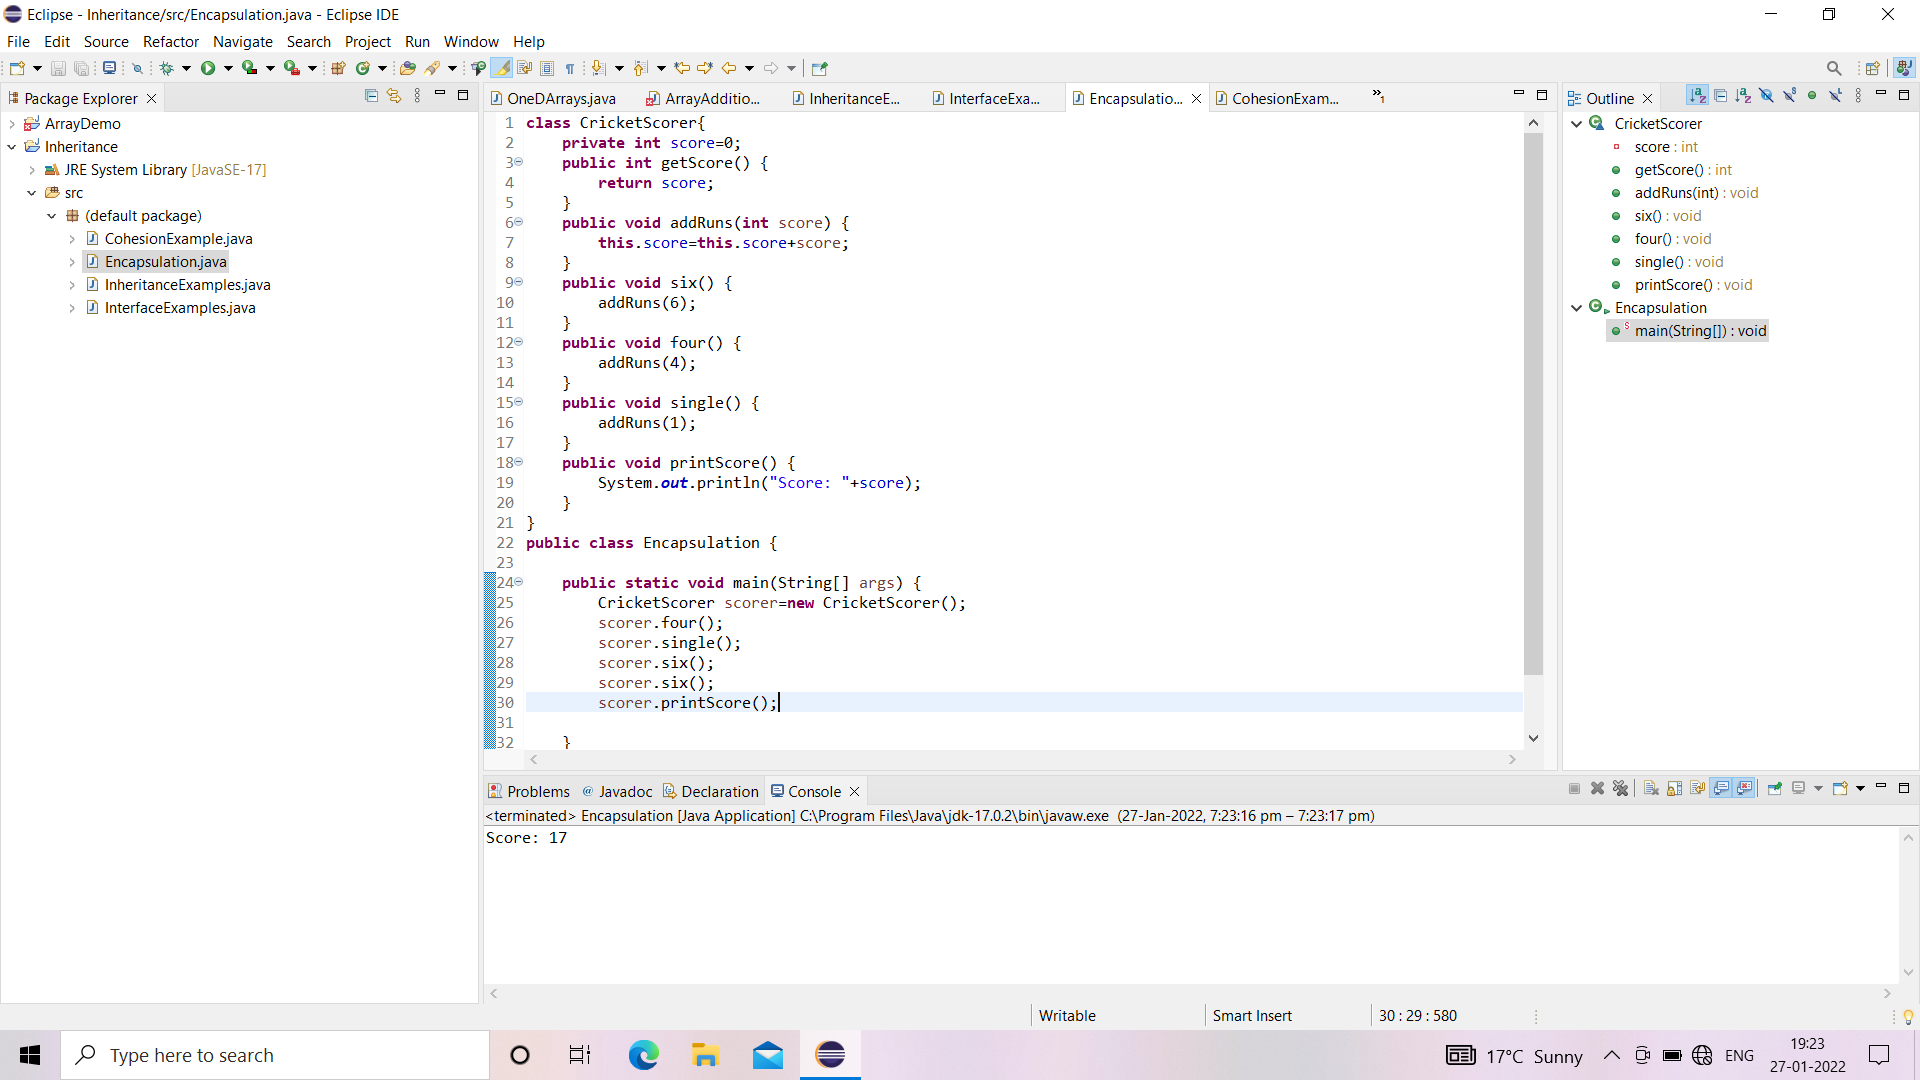 Eclipse - Inheritance/src/Encapsulation.java - Eclipse IDE
File Edit Source Refactor Navigate Search Project Run Window Help
Package Explorer
ArrayDemo
Inheritance
JRE System Library [JavaSE-17]
src
(default package)
CohesionExample.java
Encapsulation.java
InheritanceExamples.java
InterfaceExamples.java
OneDArrays.java ArrayAdditio... InheritanceE... InterfaceExa... Encapsulatio... CohesionExam... »1
1 class CricketScorer{
2 private int score=0;
3 public int getScore() {
4 return score;
5 }
6 public void addRuns(int score) {
7 this.score=this.score+score;
8 }
9 public void six() {
10 addRuns(6);
11 }
12 public void four() {
13 addRuns(4);
14 }
15 public void single() {
16 addRuns(1);
17 }
18 public void printScore() {
19 System.out.println("Score: "+score);
20 }
21 }
22 public class Encapsulation {
23
24 public static void main(String[] args) {
25 CricketScorer scorer=new CricketScorer();
26 scorer.four();
27 scorer.single();
28 scorer.six();
29 scorer.six();
30 scorer.printScore();
31
32 }
Outline
CricketScorer
score : int
getScore() : int
addRuns(int) : void
six() : void
four() : void
single() : void
printScore() : void
Encapsulation
main(String[]) : void
Problems @ Javadoc Declaration Console
<terminated> Encapsulation [Java Application] C:\Program Files\Java\jdk-17.0.2\bin\javaw.exe (27-Jan-2022, 7:23:16 pm – 7:23:17 pm)
Score: 17
Writable Smart Insert 30 : 29 : 580
Type here to search
17°C Sunny ENG
19:23
27-01-2022